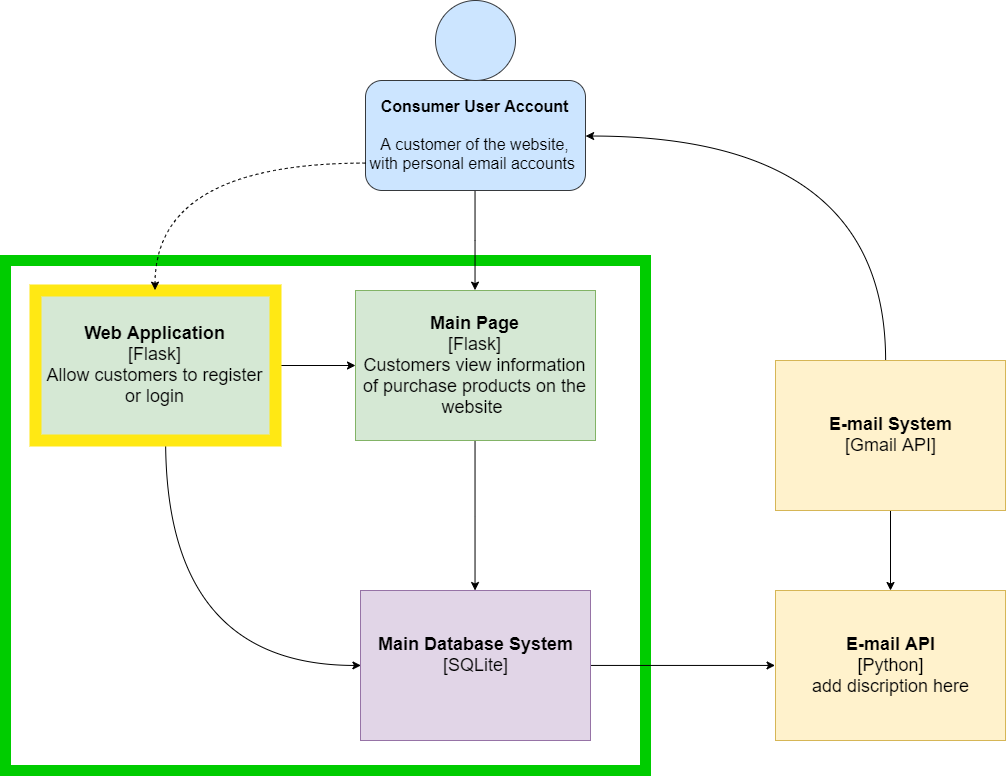 Consumer User Account
A customer of the website,
with personal email accounts
Web Application
[Flask]
Allow customers to register
or login
Main Page
[Flask]
Customers view information
of purchase products on the
website
E-mail System
[Gmail API]
Main Database System
[SQLite]
E-mail API
[Python]
add discription here